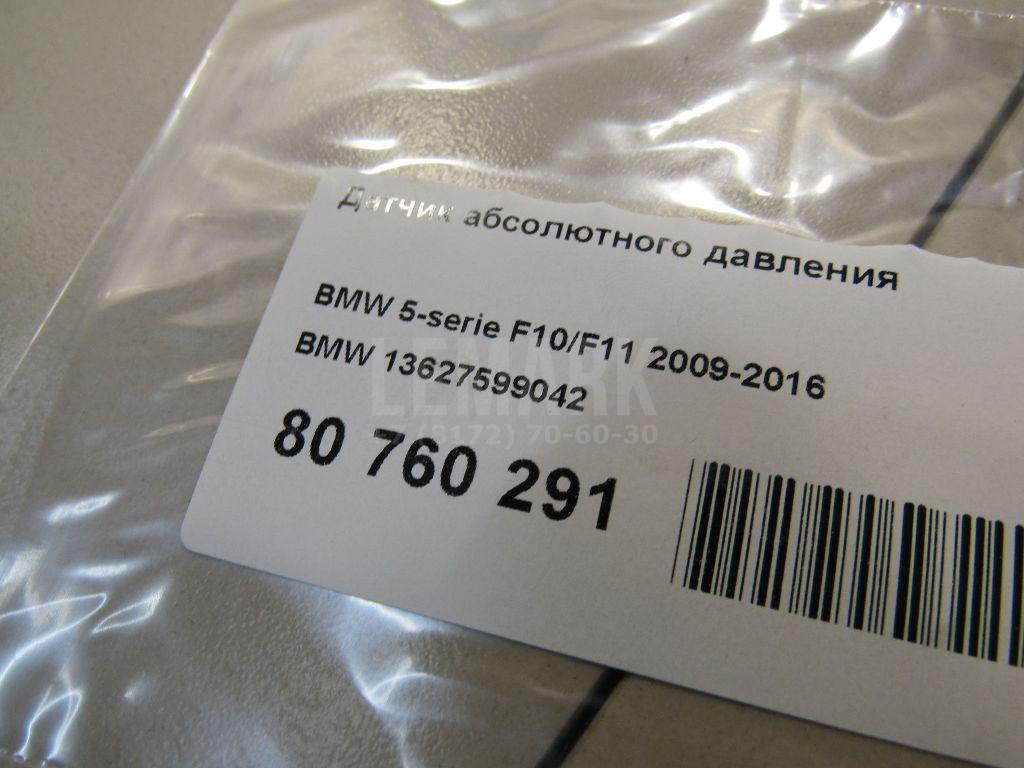 Датчик абсолютного давления
BMW 5-serie F10/F11 2009-2016
BMW 13627599042
LEMARK
7 (8172) 70-60-30
80 760 291